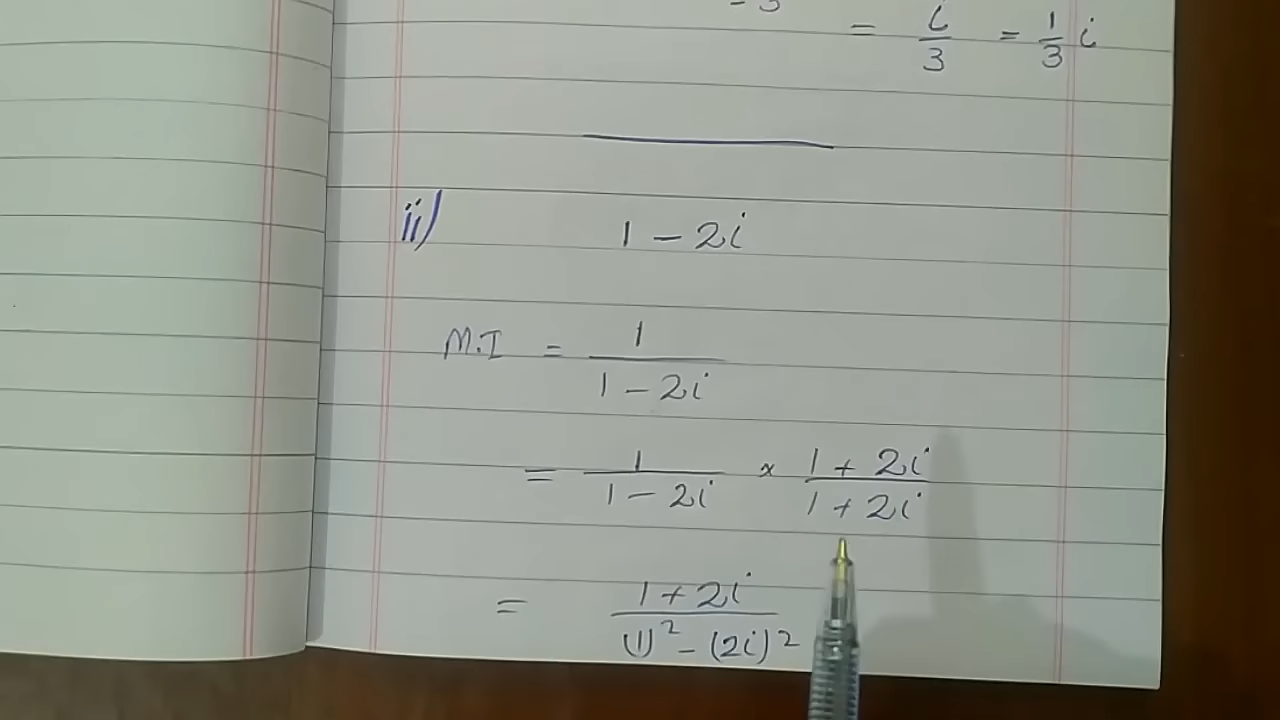 = i/3 = 1/3 i
ii) 1 - 2i
M.I = 1/(1 - 2i)
= 1/(1 - 2i) × (1 + 2i)/(1 + 2i)
= (1 + 2i)/((1)² - (2i)²)